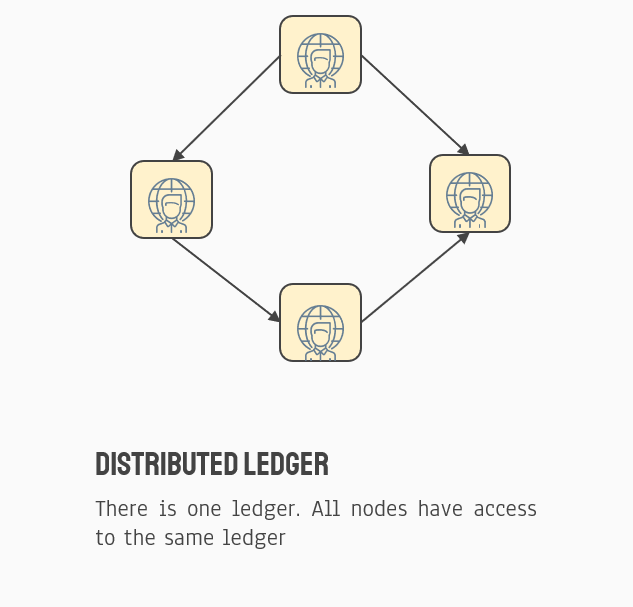 DISTRIBUTED LEDGER
There is one ledger. All nodes have access
to the same ledger